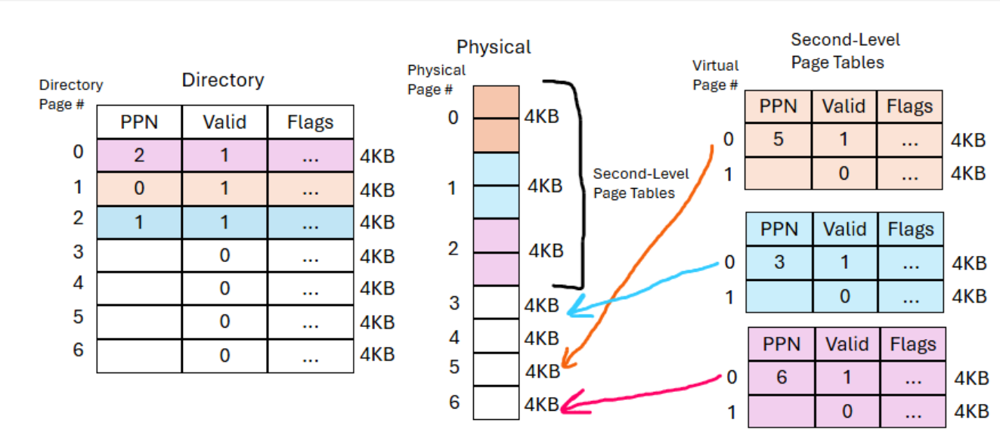 Directory
Directory
Page #
PPN Valid Flags
0 2 1 ... 4KB
1 0 1 ... 4KB
2 1 1 ... 4KB
3 0 ... 4KB
4 0 ... 4KB
5 0 ... 4KB
6 0 ... 4KB
Physical
Physical
Page #
0 4KB
1 4KB
2 4KB
3 4KB
4 4KB
5 4KB
6 4KB
Second-Level
Page Tables
Second-Level
Page Tables
Virtual
Page #
PPN Valid Flags
0 5 1 ... 4KB
1 0 ... 4KB
PPN Valid Flags
0 3 1 ... 4KB
1 0 ... 4KB
PPN Valid Flags
0 6 1 ... 4KB
1 0 ... 4KB